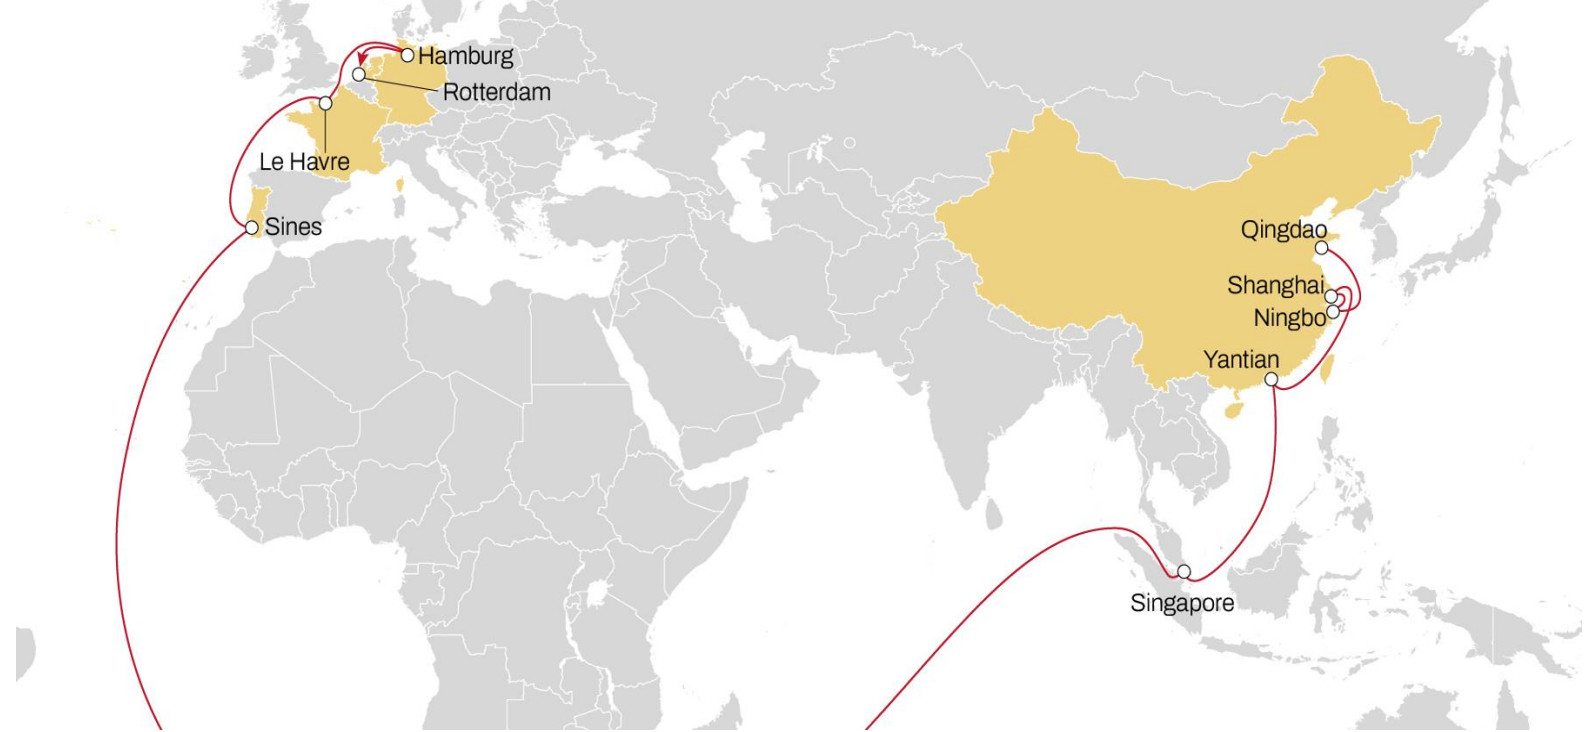 Hamburg
Rotterdam
Le Havre
Sines
Qingdao
Shanghai
Ningbo
Yantian
Singapore